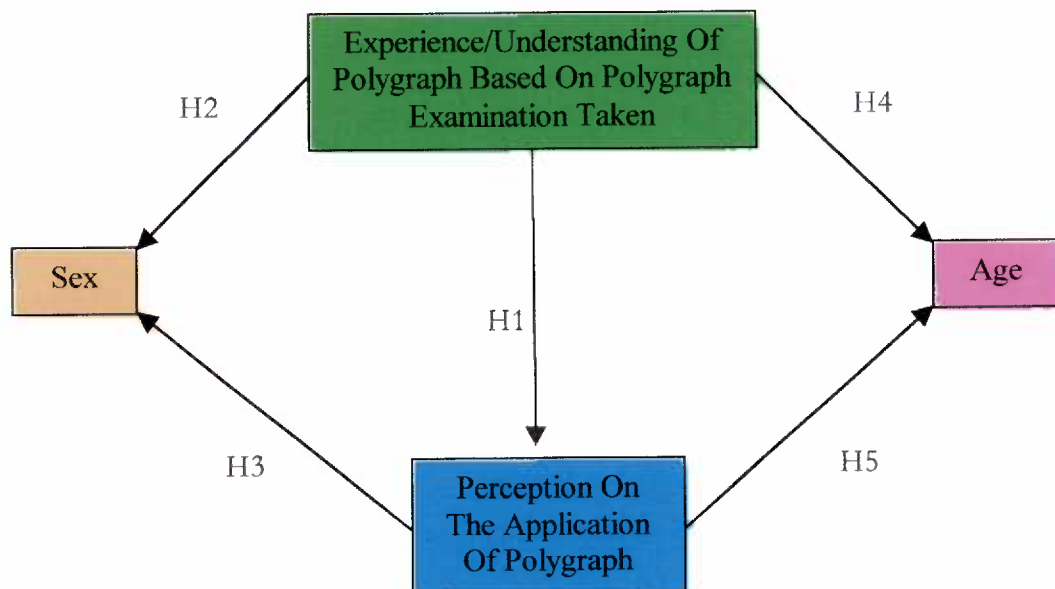 Experience/Understanding Of
Polygraph Based On Polygraph
Examination Taken
H2
H4
Sex
Age
H1
H3
H5
Perception On
The Application
Of Polygraph